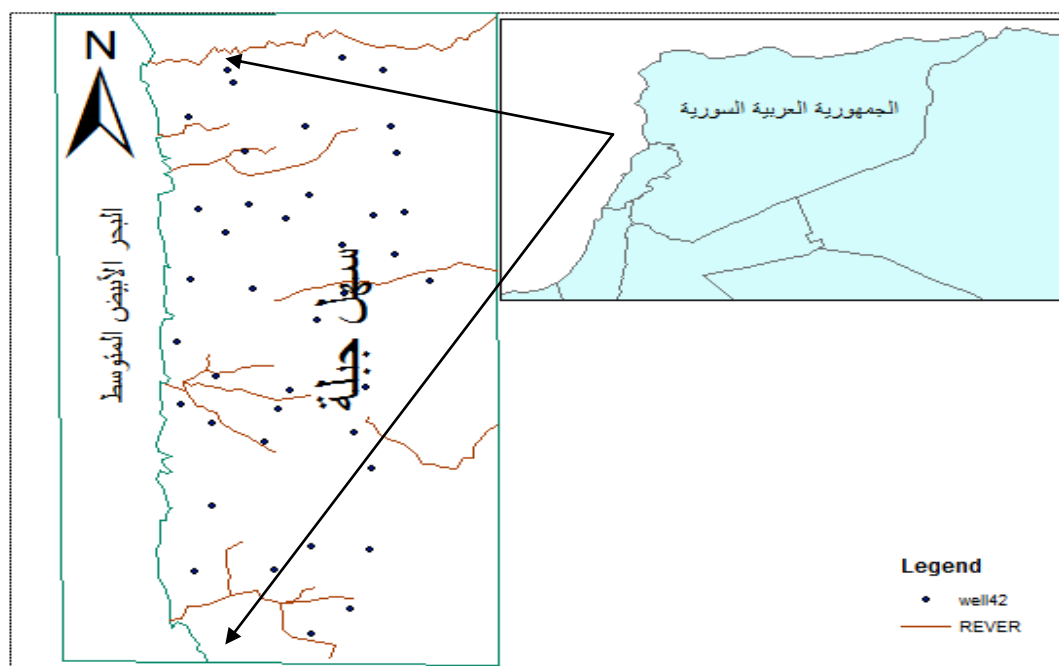 N
البحر الأبيض المتوسط
سهل جبلة
الجمهورية العربية السورية
Legend
well42
REVER